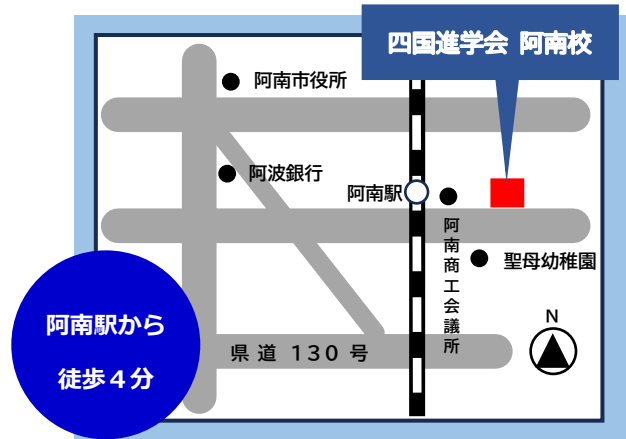 四国進学会 阿南校
阿南市役所
阿波銀行
阿南駅
阿南商工会議所
聖母幼稚園
N
県道 130 号
阿南駅から
徒歩４分